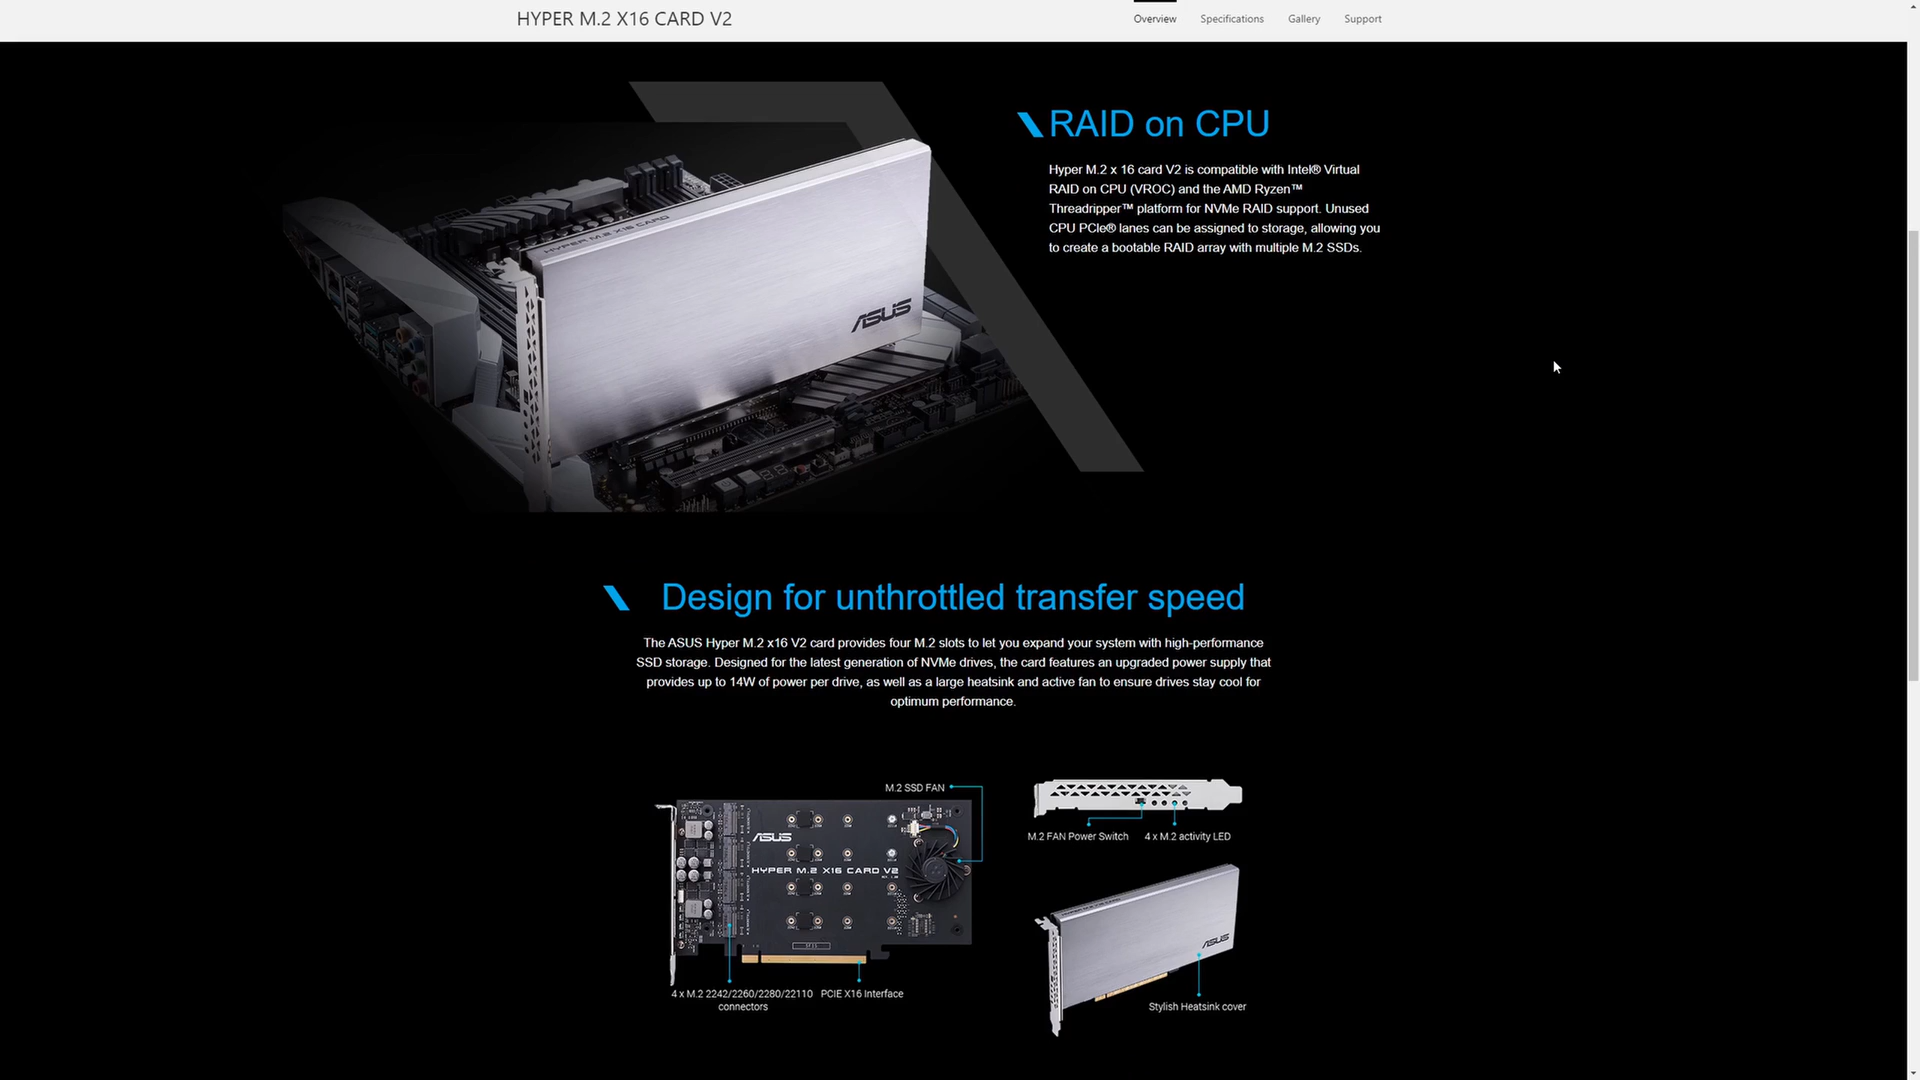 HYPER M.2 X16 CARD V2
Overview
Specifications
Gallery
Support
RAID on CPU
Hyper M.2 x 16 card V2 is compatible with Intel® Virtual
RAID on CPU (VROC) and the AMD Ryzen™
Threadripper™ platform for NVMe RAID support. Unused
CPU PCIe® lanes can be assigned to storage, allowing you
to create a bootable RAID array with multiple M.2 SSDs.
HYPER M.2 X16 CARD
ASUS
Design for unthrottled transfer speed
The ASUS Hyper M.2 x16 V2 card provides four M.2 slots to let you expand your system with high-performance
SSD storage. Designed for the latest generation of NVMe drives, the card features an upgraded power supply that
provides up to 14W of power per drive, as well as a large heatsink and active fan to ensure drives stay cool for
optimum performance.
M.2 SSD FAN
ASUS
HYPER M.2 X16 CARD V2
4 x M.2 2242/2260/2280/22110
connectors
PCIE X16 Interface
M.2 FAN Power Switch
4 x M.2 activity LED
ASUS
Stylish Heatsink cover